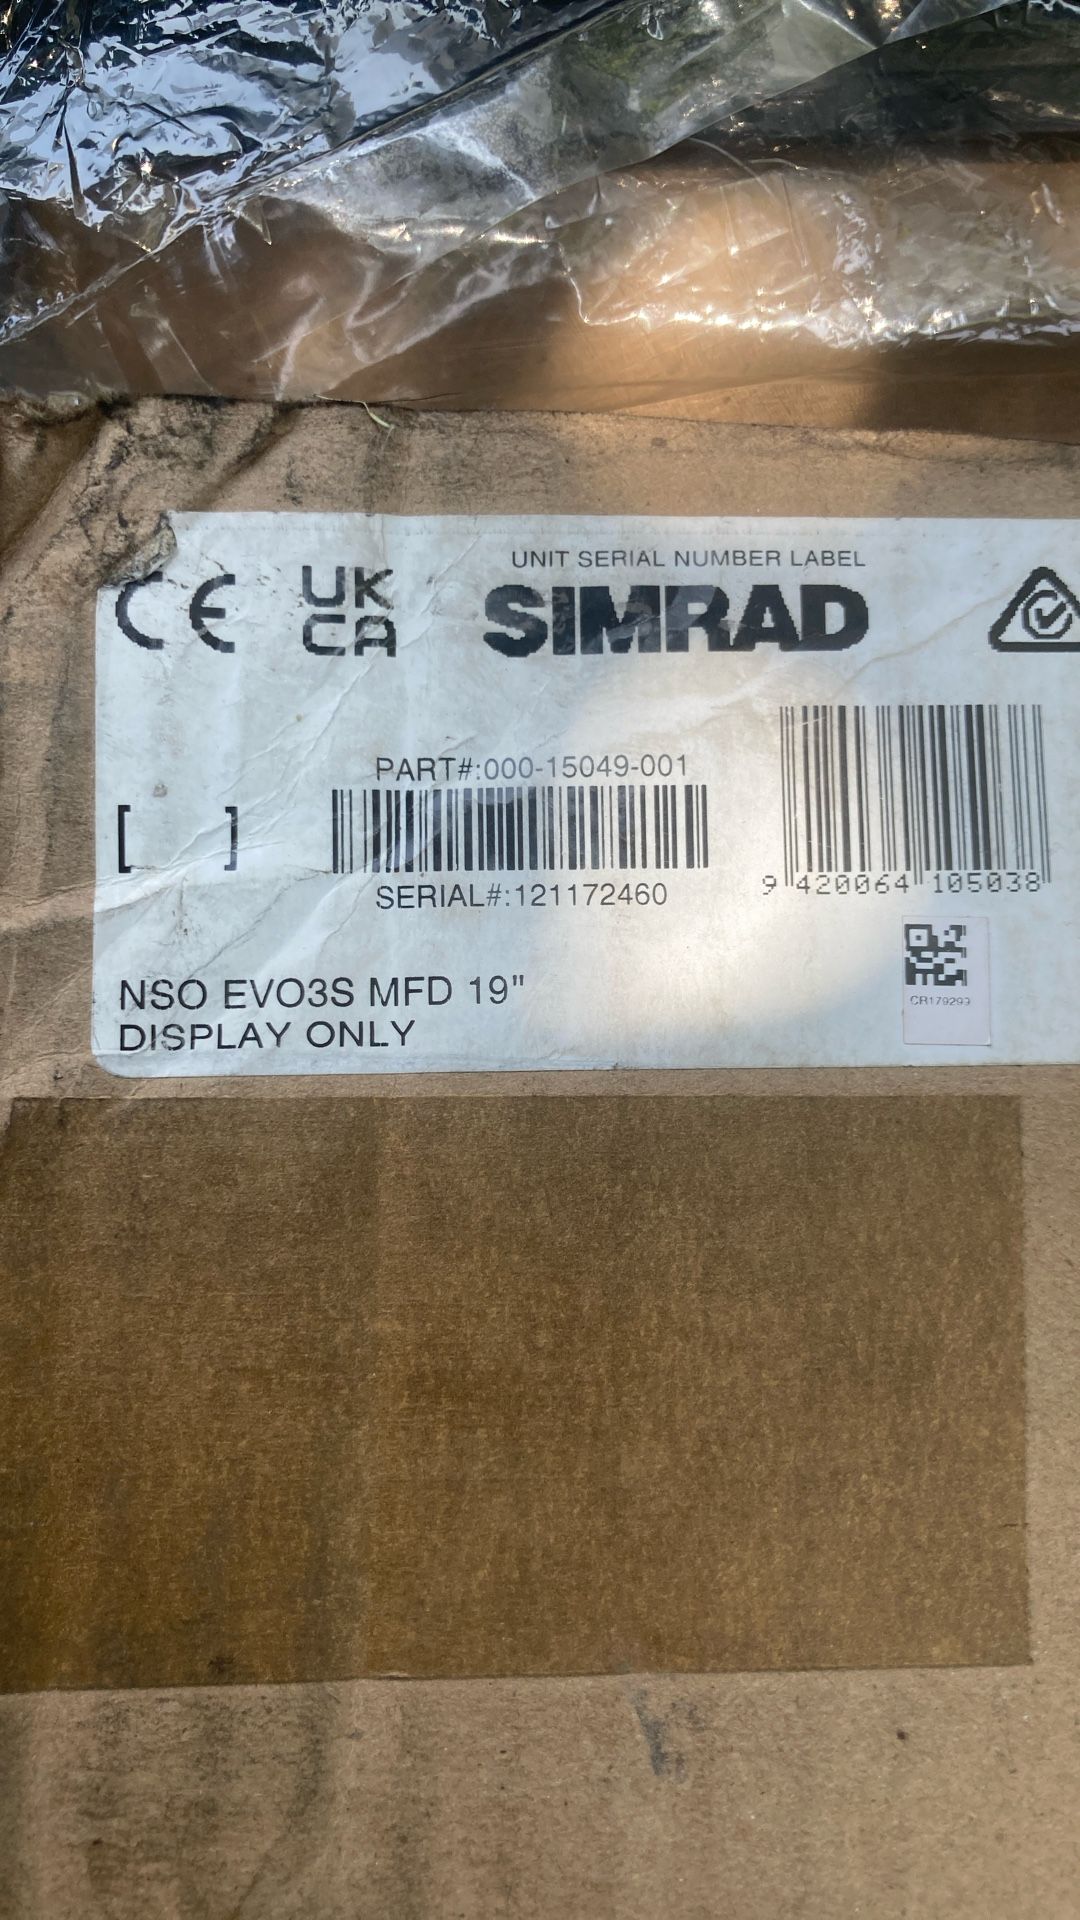 UNIT SERIAL NUMBER LABEL
CE
UK
CA
SIMRAD
PART#:000-15049-001
[ ]
SERIAL#:121172460
9 420064 105038
CR179293
NSO EVO3S MFD 19"
DISPLAY ONLY